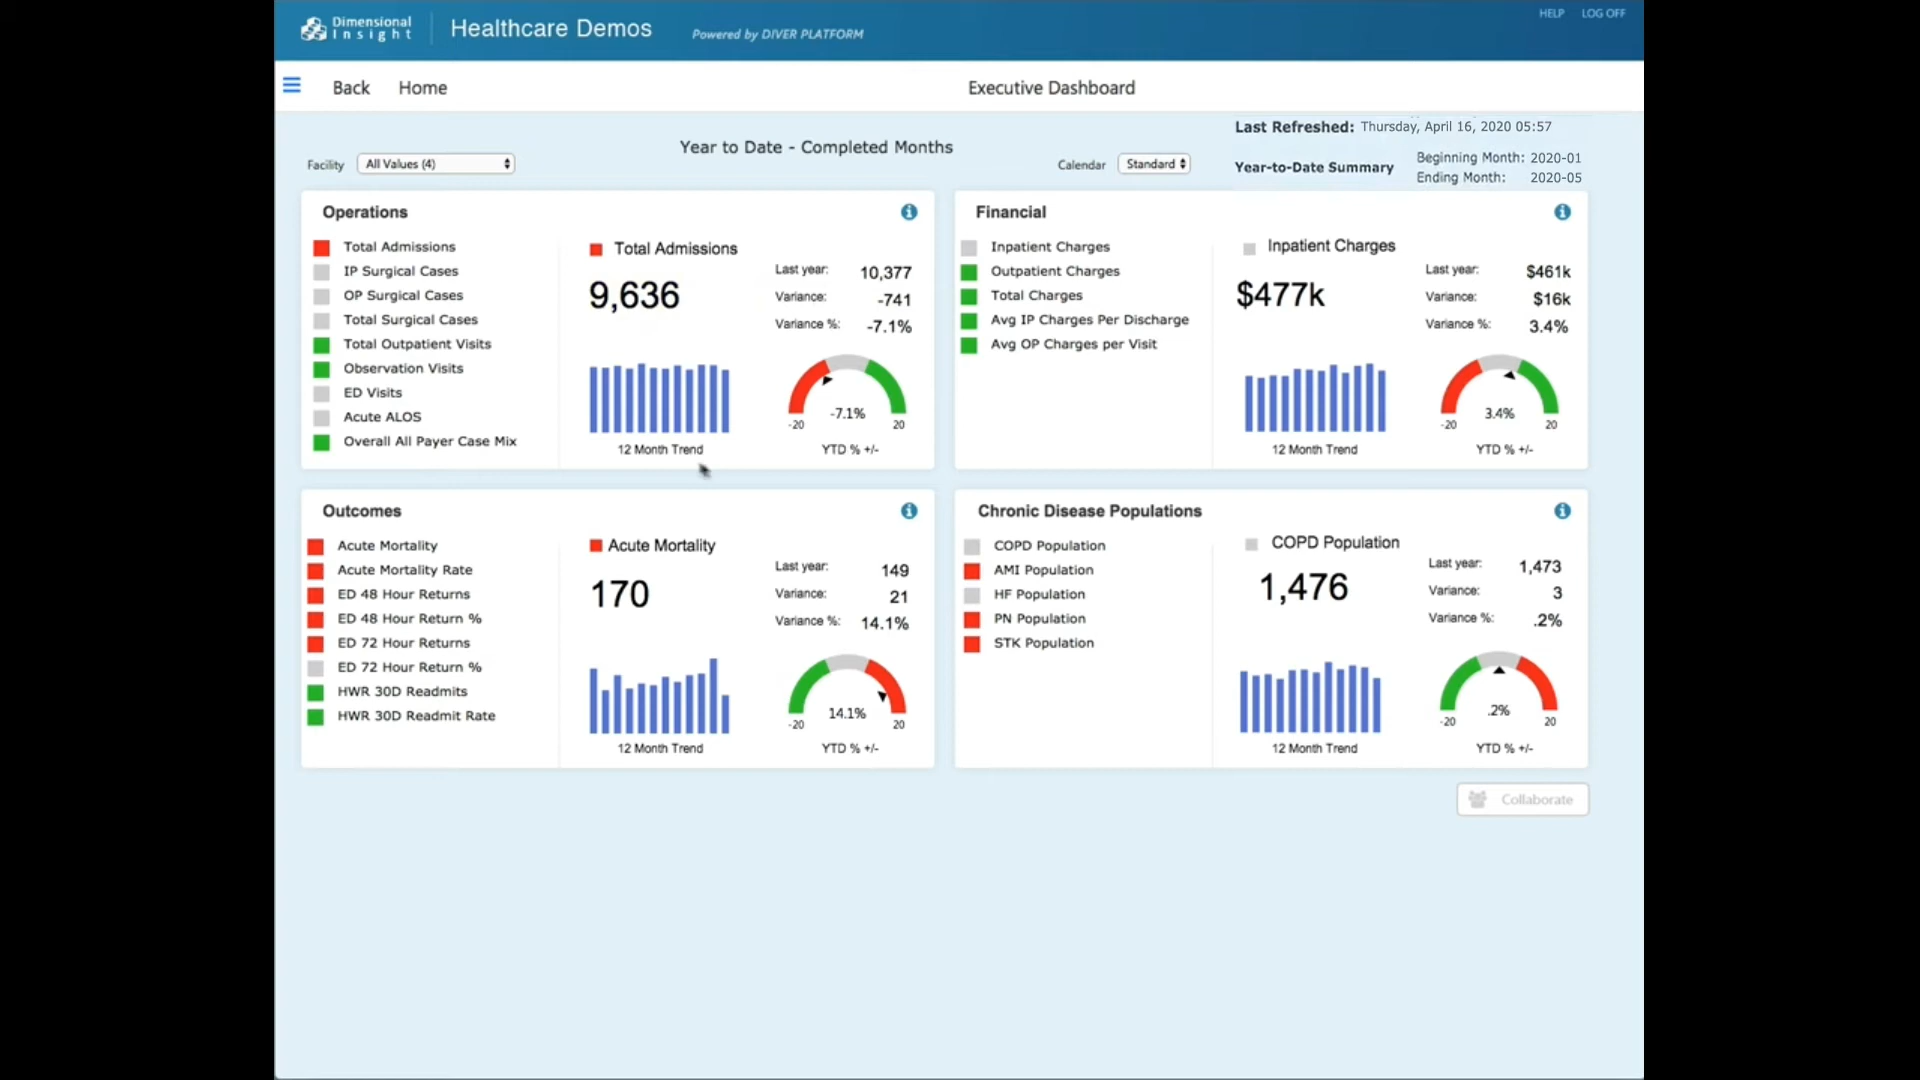 Dimensional
Insight
Healthcare Demos
Powered by DIVER PLATFORM
HELP LOG OFF
Back Home
Executive Dashboard
Last Refreshed: Thursday, April 16, 2020 05:57
Year to Date - Completed Months
Facility All Values (4)
Calendar Standard
Year-to-Date Summary
Beginning Month: 2020-01
Ending Month: 2020-05
Operations
Total Admissions
IP Surgical Cases
OP Surgical Cases
Total Surgical Cases
Total Outpatient Visits
Observation Visits
ED Visits
Acute ALOS
Overall All Payer Case Mix
Total Admissions
9,636
Last year: 10,377
Variance: -741
Variance %: -7.1%
12 Month Trend
-7.1%
-20 20
YTD % +/-
Financial
Inpatient Charges
Outpatient Charges
Total Charges
Avg IP Charges Per Discharge
Avg OP Charges per Visit
Inpatient Charges
$477k
Last year: $461k
Variance: $16k
Variance %: 3.4%
12 Month Trend
3.4%
-20 20
YTD % +/-
Outcomes
Acute Mortality
Acute Mortality Rate
ED 48 Hour Returns
ED 48 Hour Return %
ED 72 Hour Returns
ED 72 Hour Return %
HWR 30D Readmits
HWR 30D Readmit Rate
Acute Mortality
170
Last year: 149
Variance: 21
Variance %: 14.1%
12 Month Trend
14.1%
-20 20
YTD % +/-
Chronic Disease Populations
COPD Population
AMI Population
HF Population
PN Population
STK Population
COPD Population
1,476
Last year: 1,473
Variance: 3
Variance %: .2%
12 Month Trend
.2%
-20 20
YTD % +/-
Collaborate